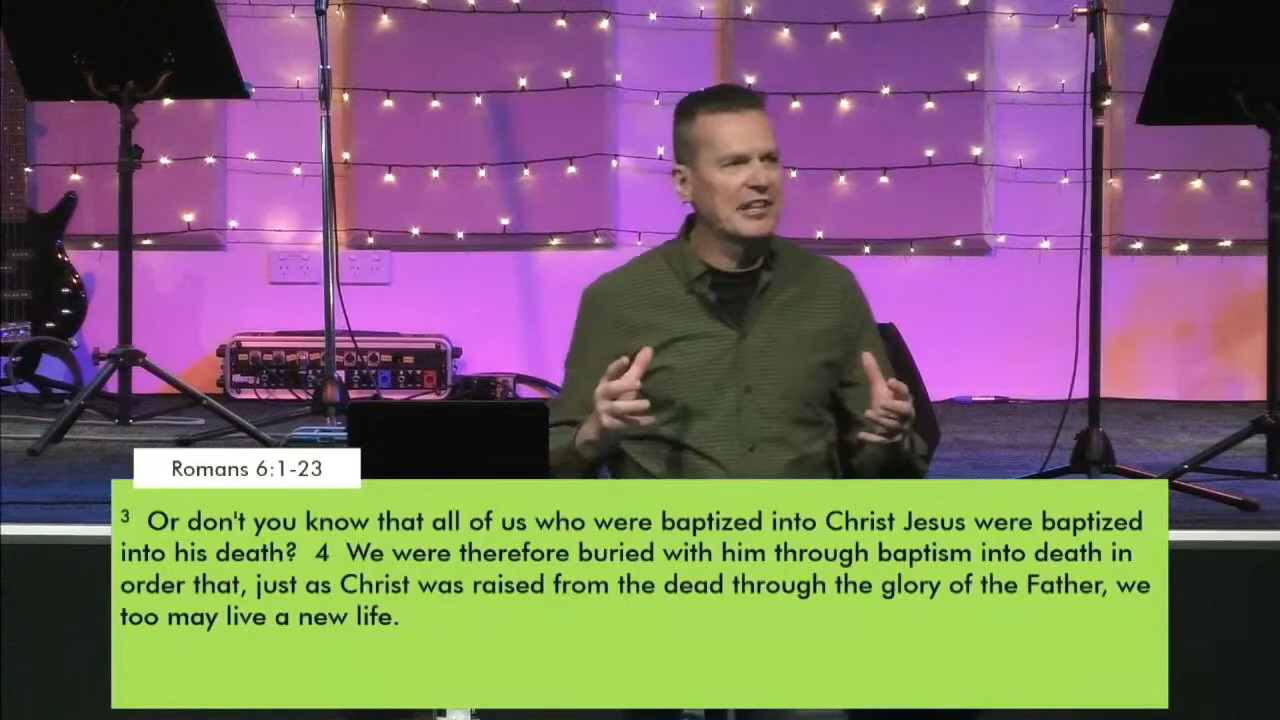 Romans 6:1-23
3 Or don't you know that all of us who were baptized into Christ Jesus were baptized
into his death? 4 We were therefore buried with him through baptism into death in
order that, just as Christ was raised from the dead through the glory of the Father, we
too may live a new life.